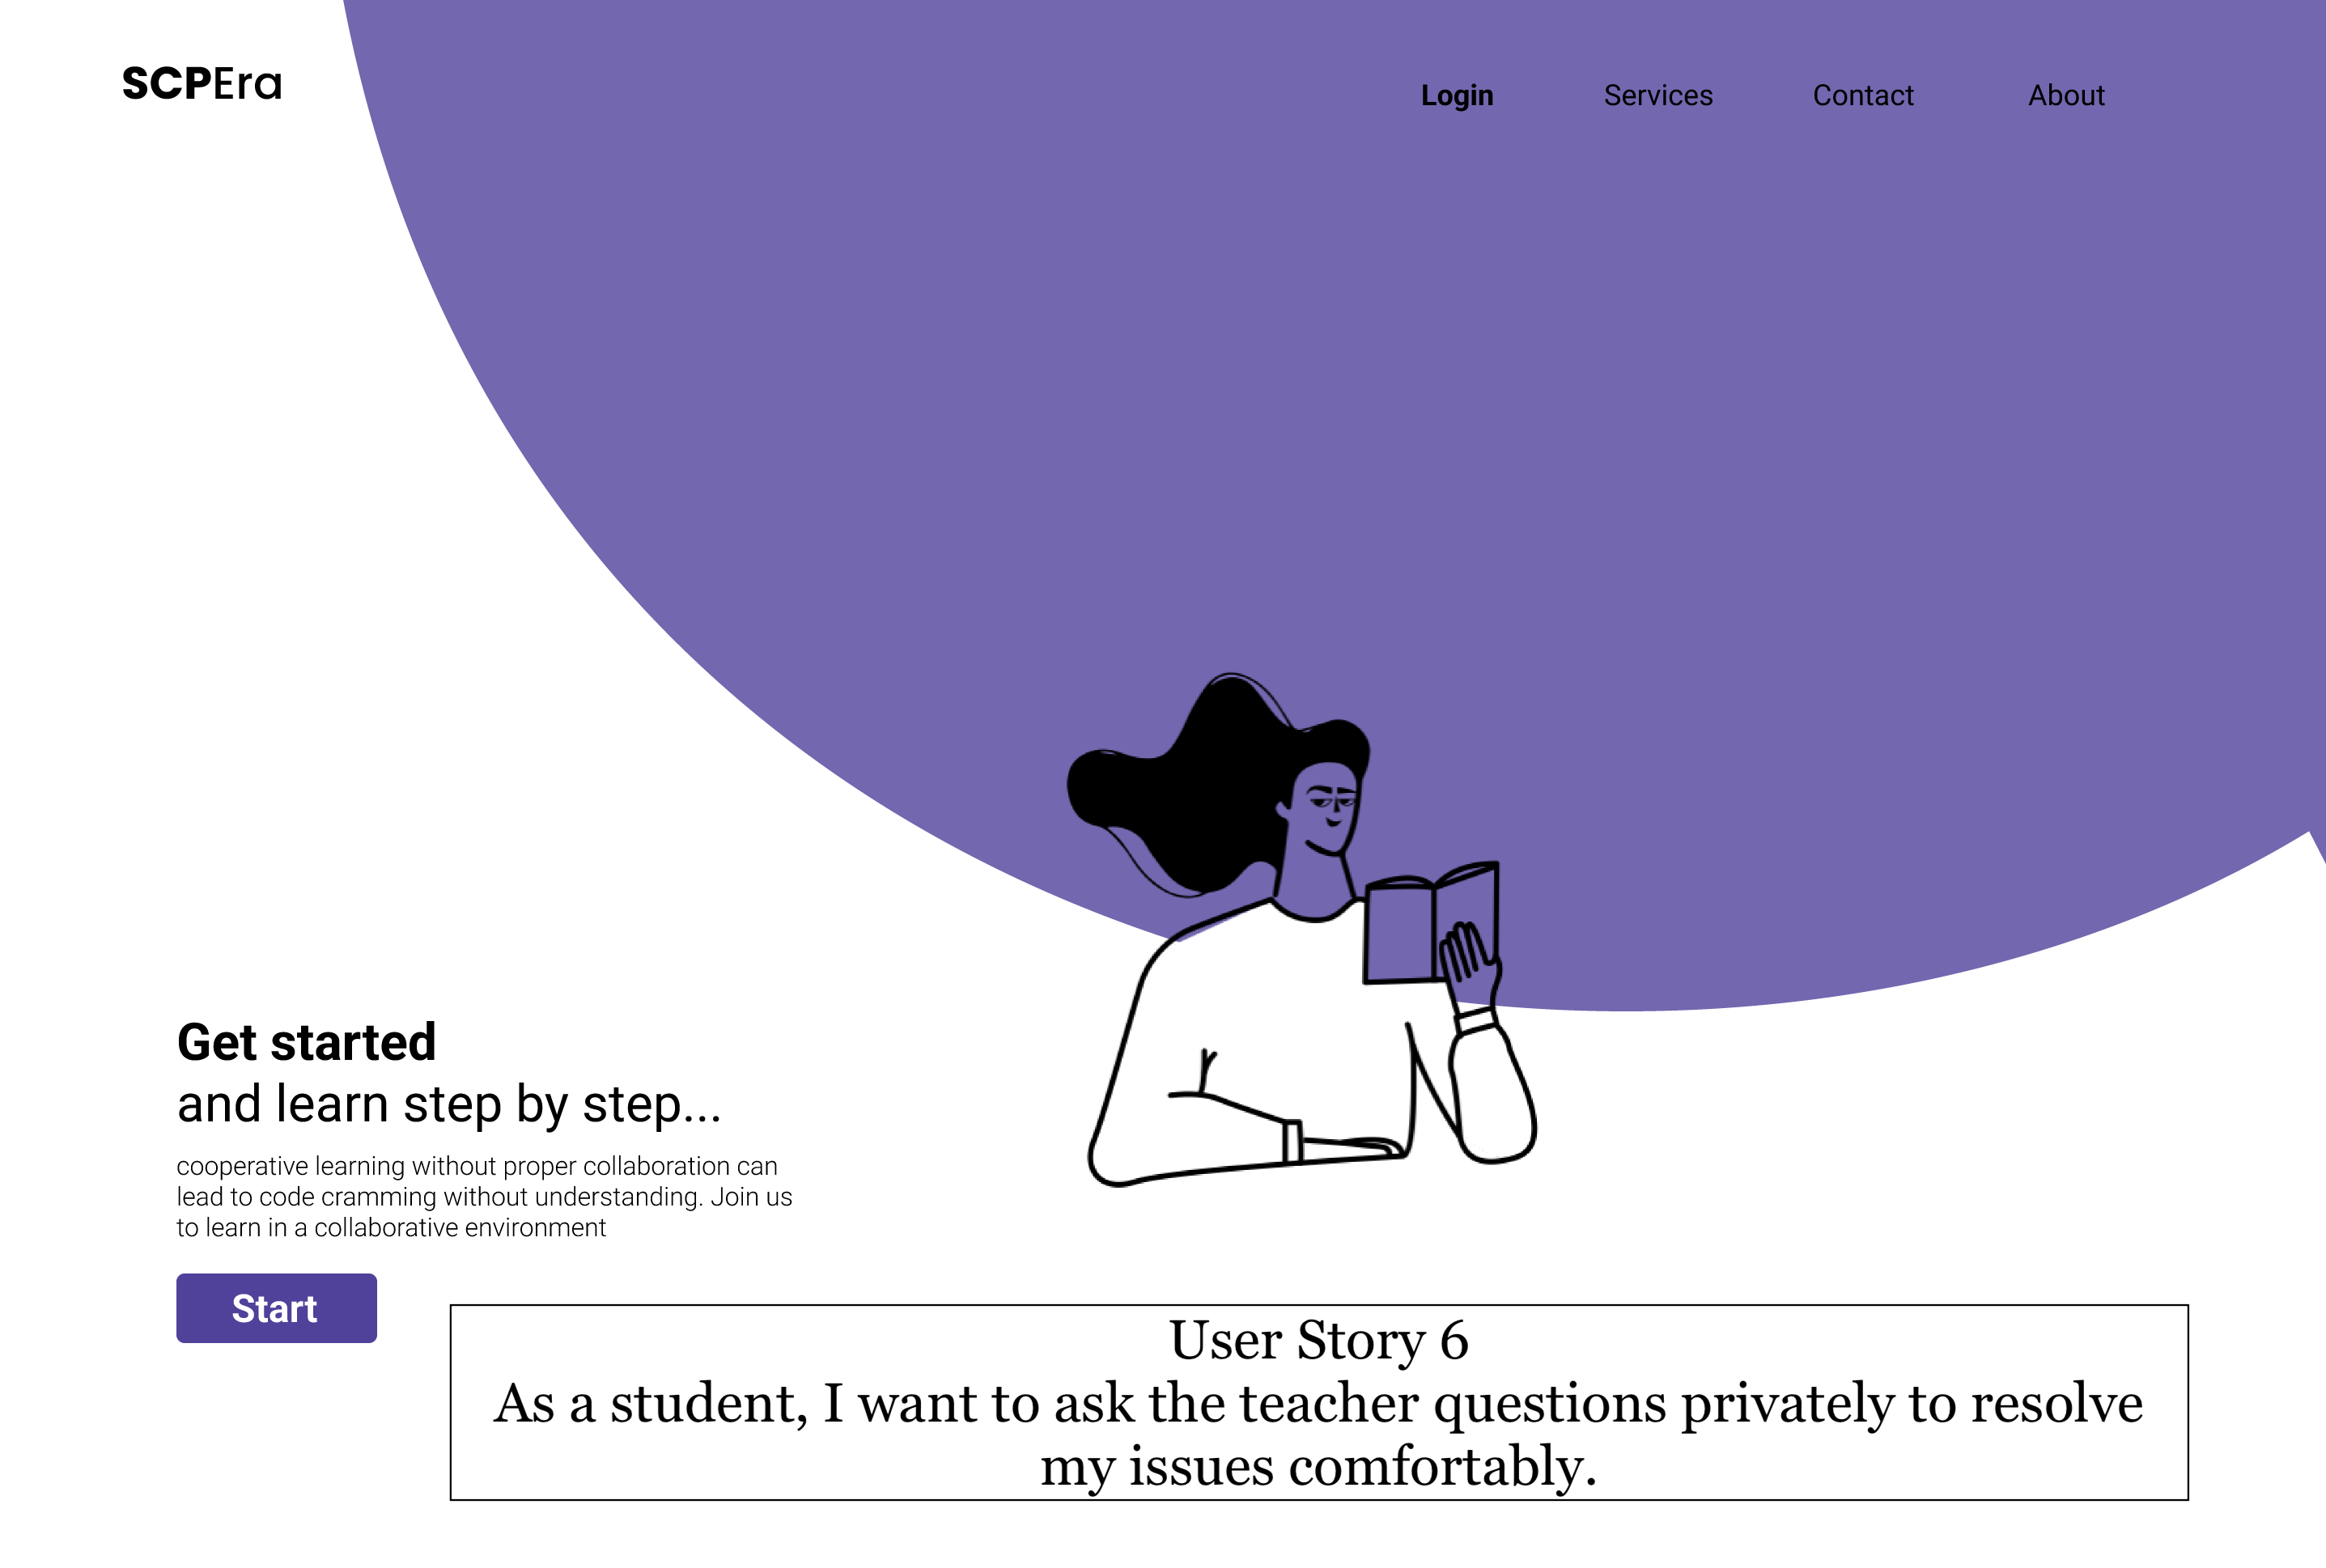 SCPEra
Login Services Contact About
Get started
and learn step by step...
cooperative learning without proper collaboration can
lead to code cramming without understanding. Join us
to learn in a collaborative environment
Start
User Story 6
As a student, I want to ask the teacher questions privately to resolve
my issues comfortably.